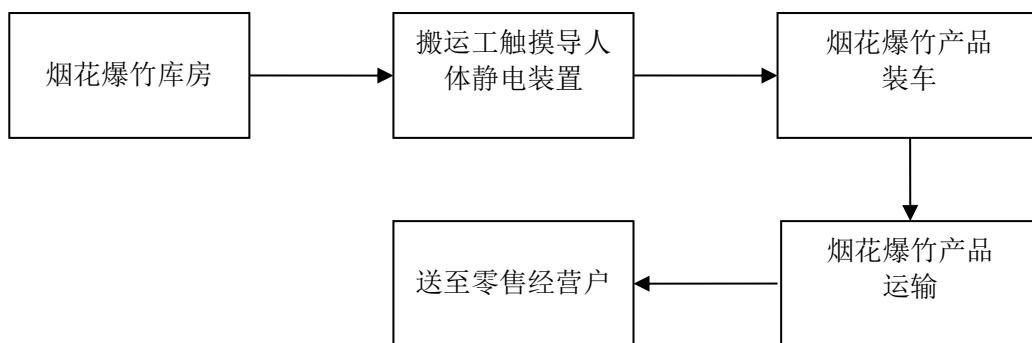 烟花爆竹库房
搬运工触摸导人
体静电装置
烟花爆竹产品
装车
烟花爆竹产品
运输
送至零售经营户